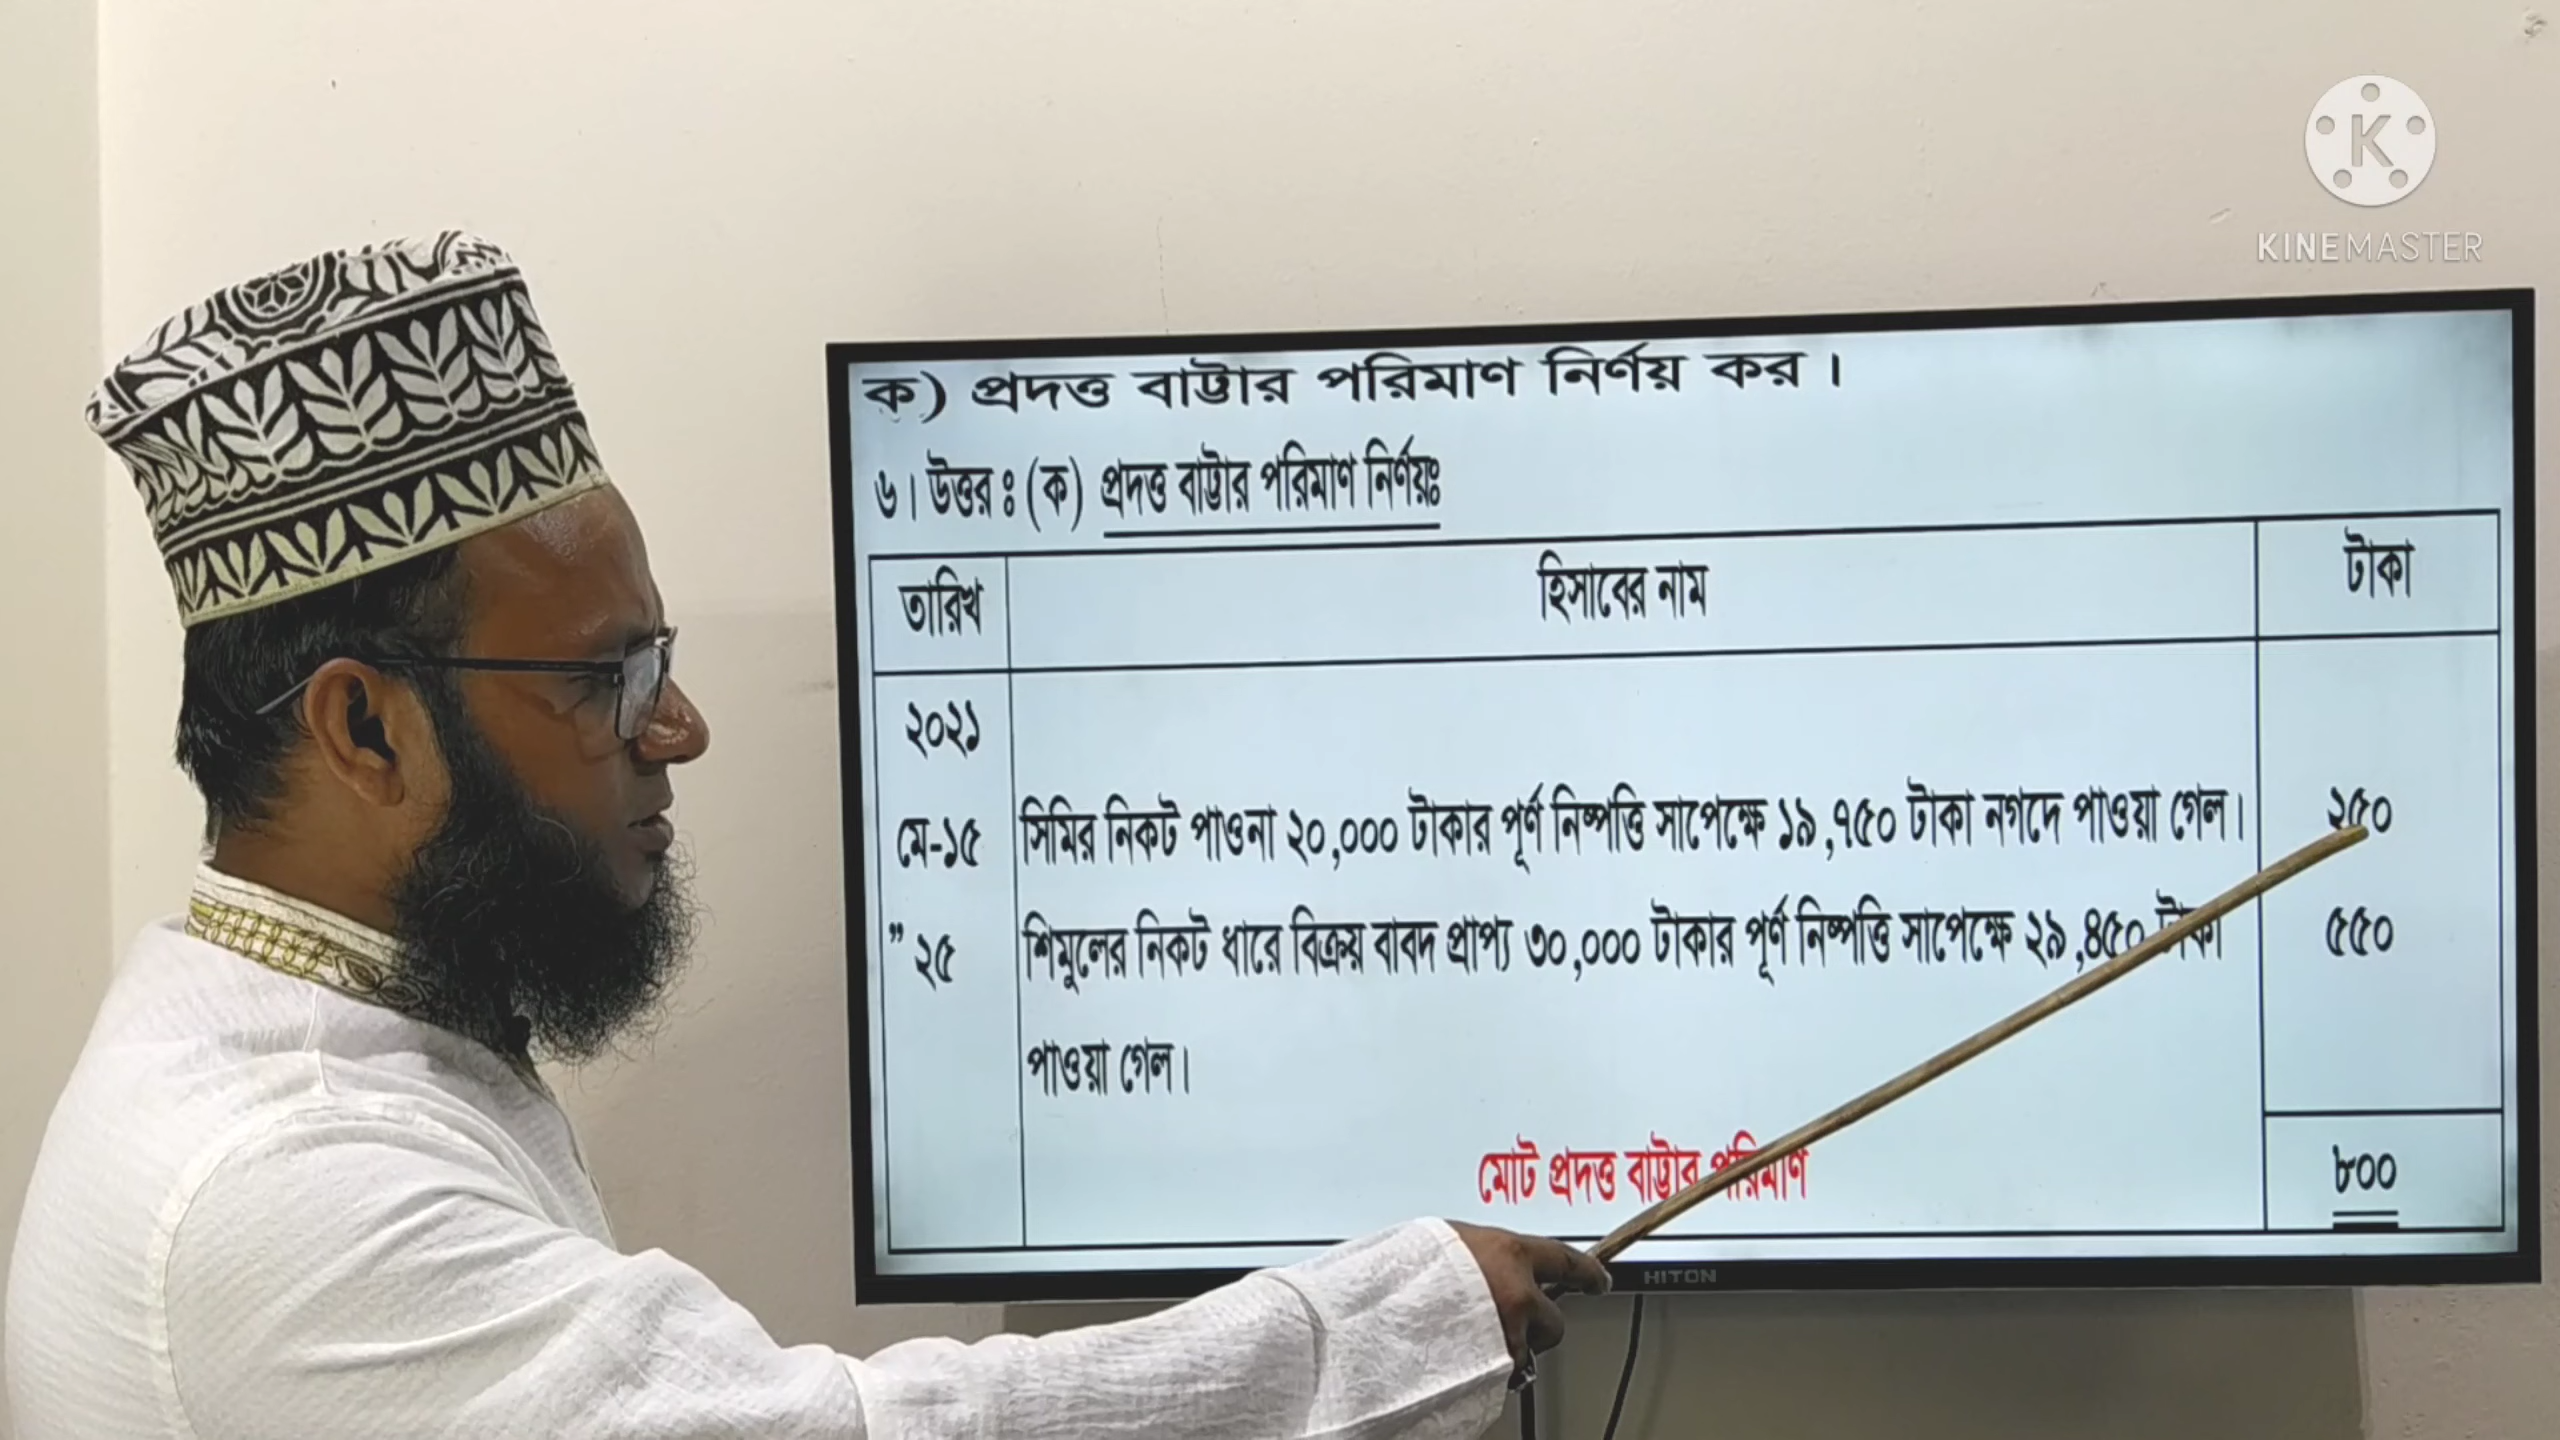 KINEMASTER
ক) প্রদত্ত বাট্টার পরিমাণ নির্ণয় কর।
৬। উত্তর ঃ (ক) প্রদত্ত বাট্টার পরিমাণ নির্ণয়ঃ
তারিখ হিসাবের নাম টাকা
২০২১
মে-১৫ সিমির নিকট পাওনা ২০,০০০ টাকার পূর্ণ নিষ্পত্তি সাপেক্ষে ১৯,৭৫০ টাকা নগদে পাওয়া গেল। ২৫০
” ২৫ শিমুলের নিকট ধারে বিক্রয় বাবদ প্রাপ্য ৩০,০০০ টাকার পূর্ণ নিষ্পত্তি সাপেক্ষে ২৯,৪৫০ টাকা ৫৫০
পাওয়া গেল।
মোট প্রদত্ত বাট্টার পরিমাণ ৮০০
HITON